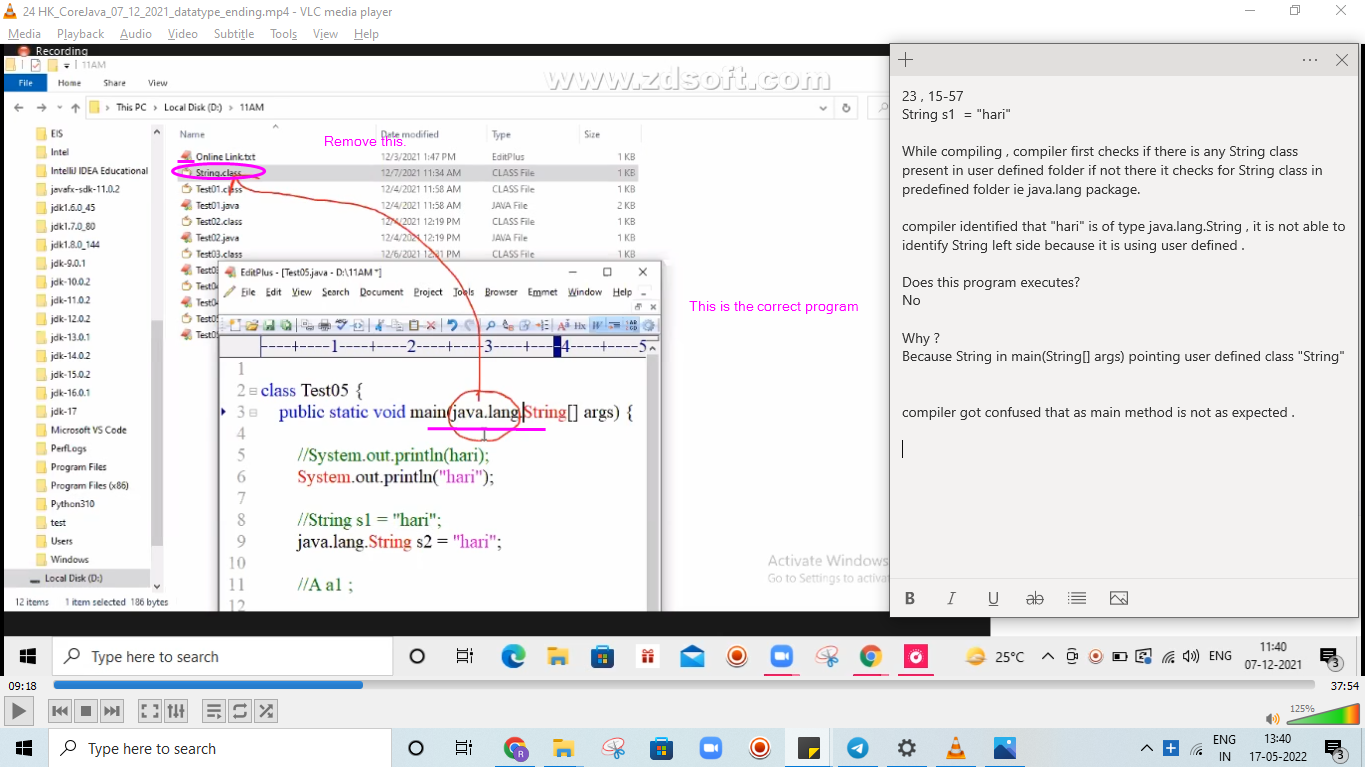 24 HK_CoreJava_07_12_2021_datatype_ending.mp4 - VLC media player
Media Playback Audio Video Subtitle Tools View Help
Recording
11AM
File Home Share View
www.zdsoft.com
This PC > Local Disk (D:) > 11AM
Name Date modified Type Size
Remove this.
EIS
Intel
IntelliJ IDEA Educational
javafx-sdk-11.0.2
jdk1.6.0_45
jdk1.7.0_80
jdk1.8.0_144
jdk-9.0.1
jdk-10.0.2
jdk-11.0.2
jdk-12.0.2
jdk-13.0.1
jdk-14.0.2
jdk-15.0.2
jdk-16.0.1
jdk-17
Microsoft VS Code
PerfLogs
Program Files
Program Files (x86)
Python310
test
Users
Windows
Local Disk (D:)
12 items 1 item selected 186 bytes
Online Link.txt 12/3/2021 1:47 PM EditPlus 1 KB
String.class 12/7/2021 11:34 AM CLASS File 1 KB
Test01.class 12/4/2021 11:58 AM CLASS File 1 KB
Test01.java 12/4/2021 11:58 AM JAVA File 2 KB
Test02.class 12/4/2021 12:19 PM CLASS File 1 KB
Test02.java 12/4/2021 12:19 PM JAVA File 1 KB
Test03.class 12/6/2021 CLASS File 1 KB
EditPlus - [Test05.java - D:\11AM *]
File Edit View Search Document Project Tools Browser Emmet Window Help
----+----1----+----2----+----3----+----4----+----5
1
2 class Test05 {
3 public static void main(java.lang.String[] args) {
4
5 //System.out.println(hari);
6 System.out.println("hari");
7
8 //String s1 = "hari";
9 java.lang.String s2 = "hari";
10
11 //A a1 ;
12
This is the correct program
Activate Windows
Go to Settings to activat
23 , 15-57
String s1 = "hari"
While compiling , compiler first checks if there is any String class
present in user defined folder if not there it checks for String class in
predefined folder ie java.lang package.
compiler identified that "hari" is of type java.lang.String , it is not able to
identify String left side because it is using user defined .
Does this program executes?
No
Why ?
Because String in main(String[] args) pointing user defined class "String"
compiler got confused that as main method is not as expected .
B I U ab
Type here to search
25°C ENG 11:40
07-12-2021
3
09:18 37:54
125%
Type here to search
ENG 13:40
IN 17-05-2022
3